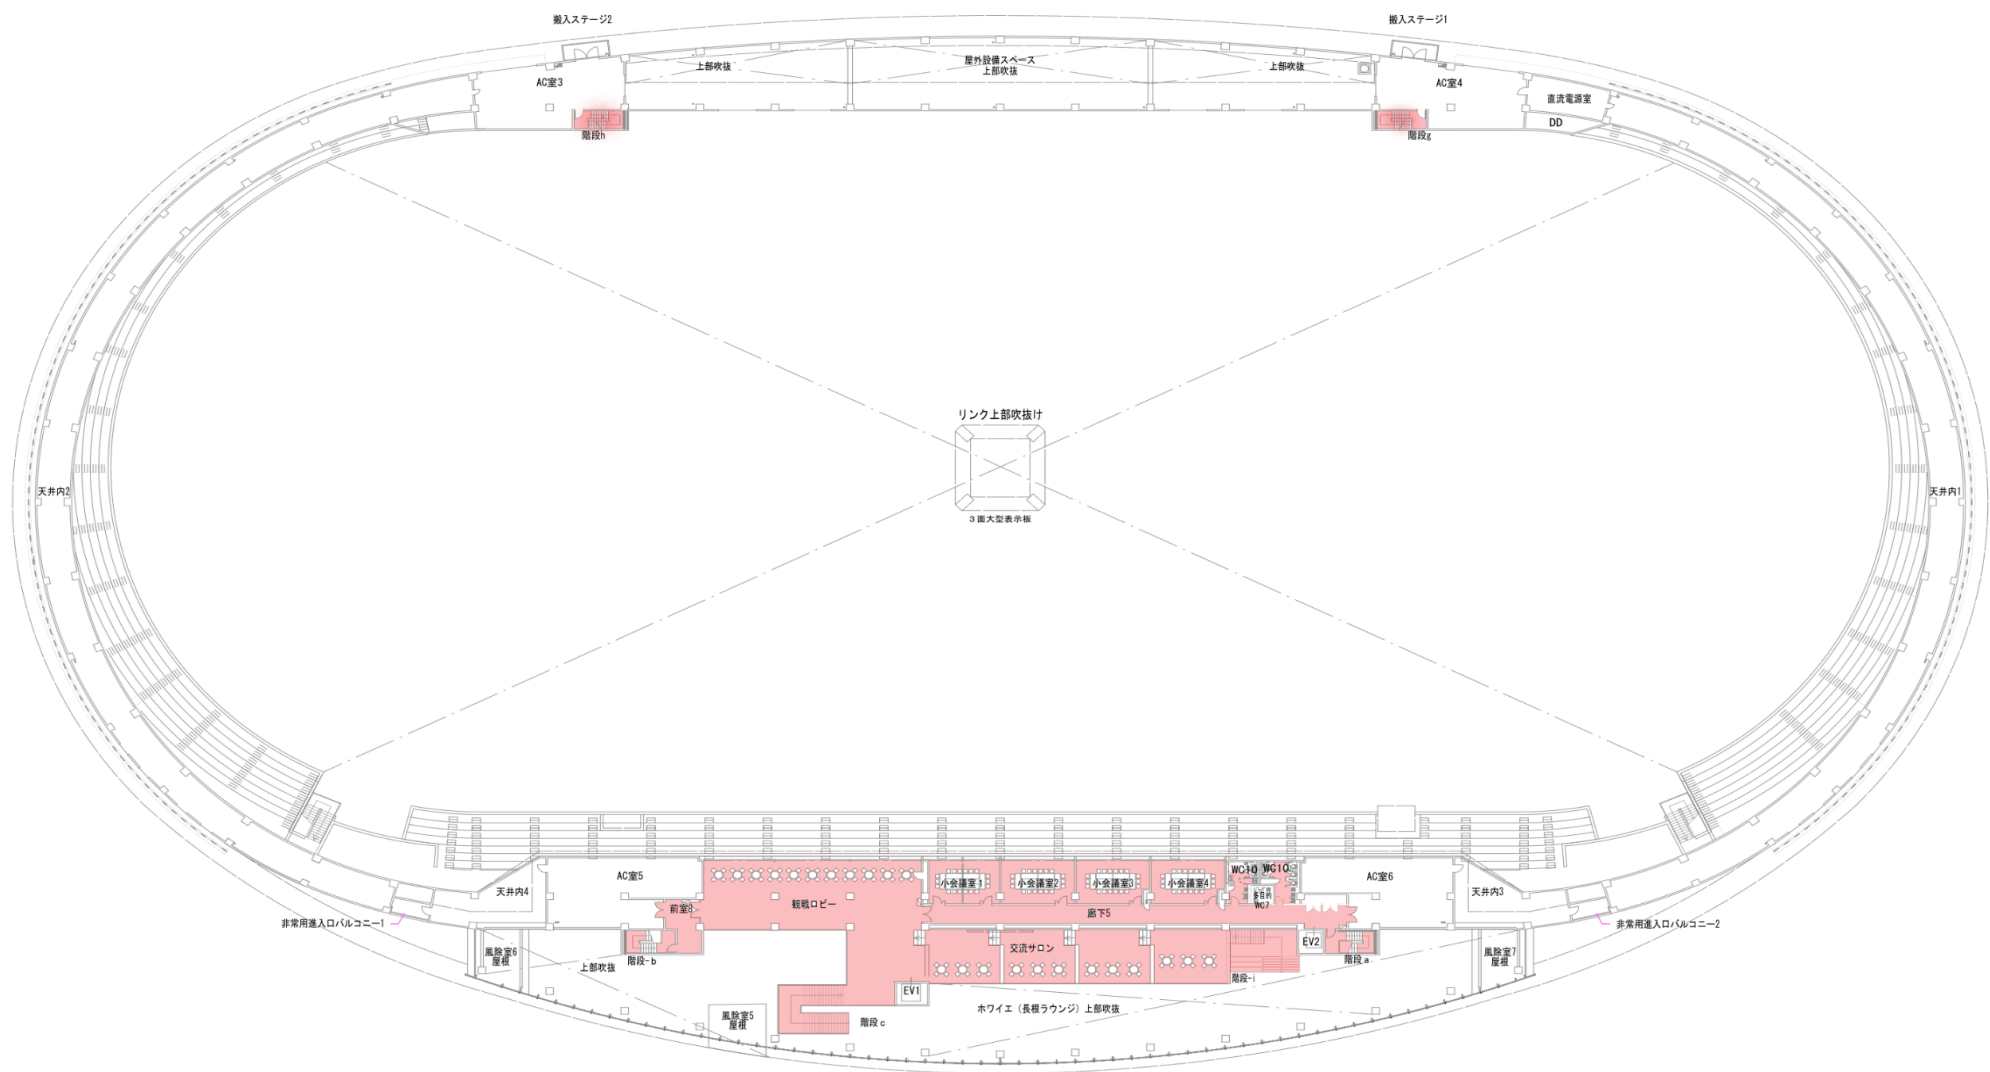 搬入ステージ2
搬入ステージ1
上部吹抜
屋外設備スペース
上部吹抜
上部吹抜
AC室3
AC室4
直流電源室
DD
階段h
階段g
リンク上部吹抜け
3面大型表示板
天井内2
天井内1
AC室5
小会議室1
小会議室2
小会議室3
小会議室4
WC10
WC10
多目的
WC7
AC室6
天井内4
天井内3
前室8
観戦ロビー
廊下5
非常用進入口バルコニー1
非常用進入口バルコニー2
風除室6
屋根
上部吹抜
階段-b
交流サロン
EV2
階段a
風除室7
屋根
階段-i
EV1
ホワイエ（長根ラウンジ）上部吹抜
風除室5
屋根
階段c